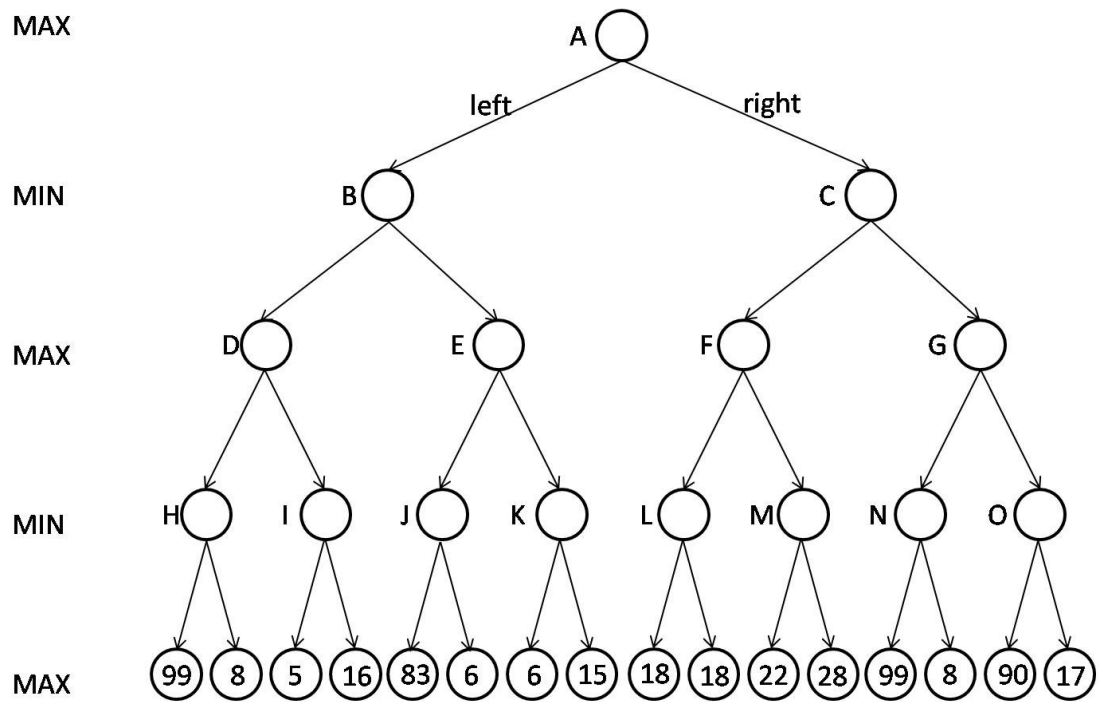 MAX A
left right
MIN B C
MAX D E F G
MIN H I J K L M N O
MAX 99 8 5 16 83 6 6 15 18 18 22 28 99 8 90 17